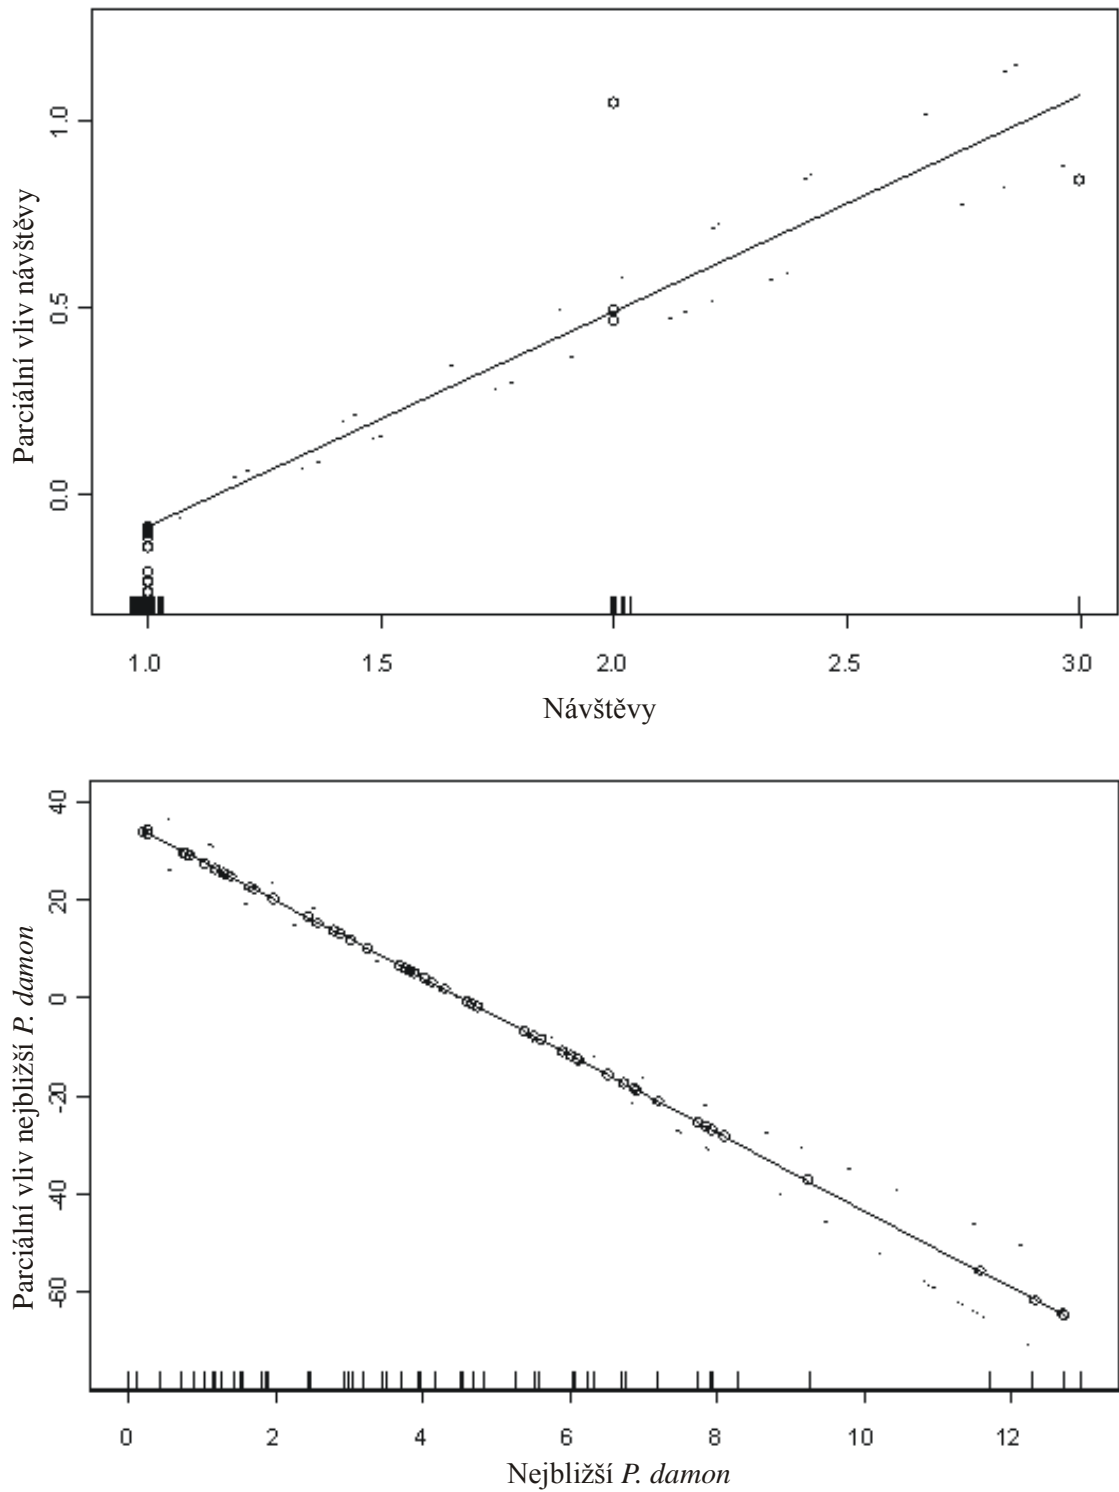 Parciální vliv návštěvy
1.0
0.5
0.0
1.0 1.5 2.0 2.5 3.0
Návštěvy
Parciální vliv nejbližší P. damon
40
20
0
-20
-40
-60
0 2 4 6 8 10 12
Nejbližší P. damon